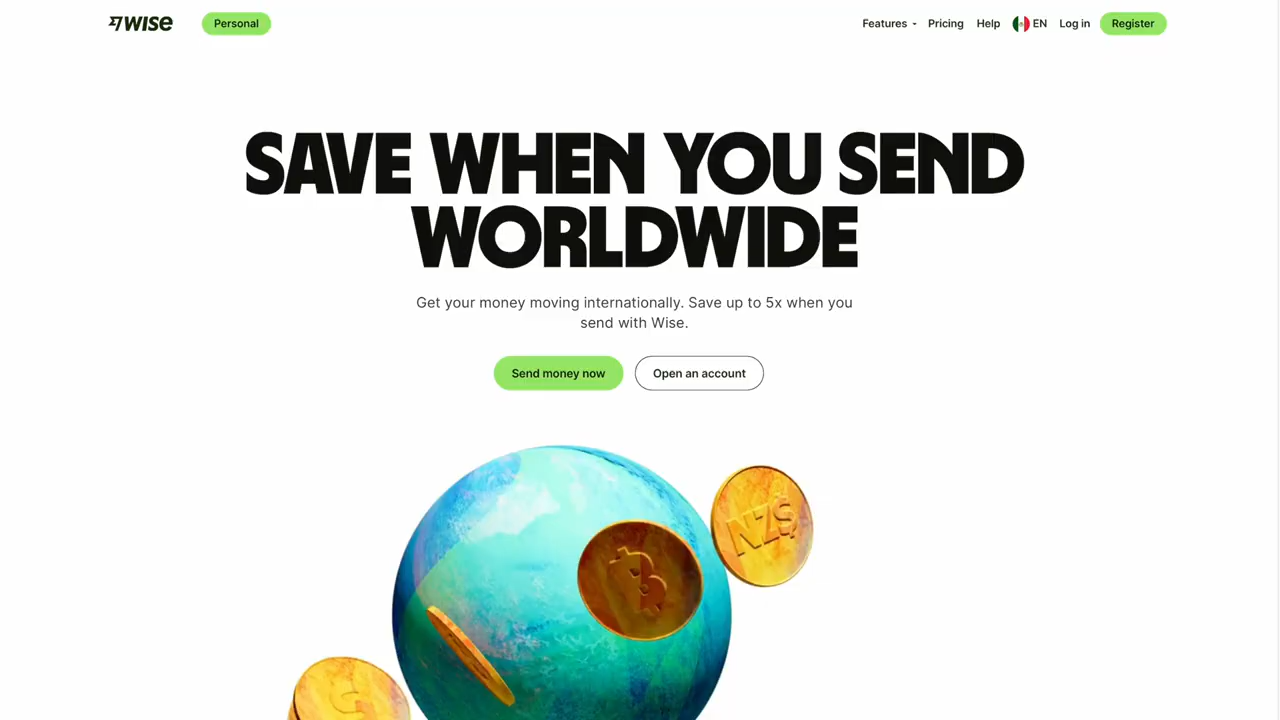 WISE
Personal
Features
Pricing
Help
EN
Log in
Register
SAVE WHEN YOU SEND
WORLDWIDE
Get your money moving internationally. Save up to 5x when you
send with Wise.
Send money now
Open an account
NZ$